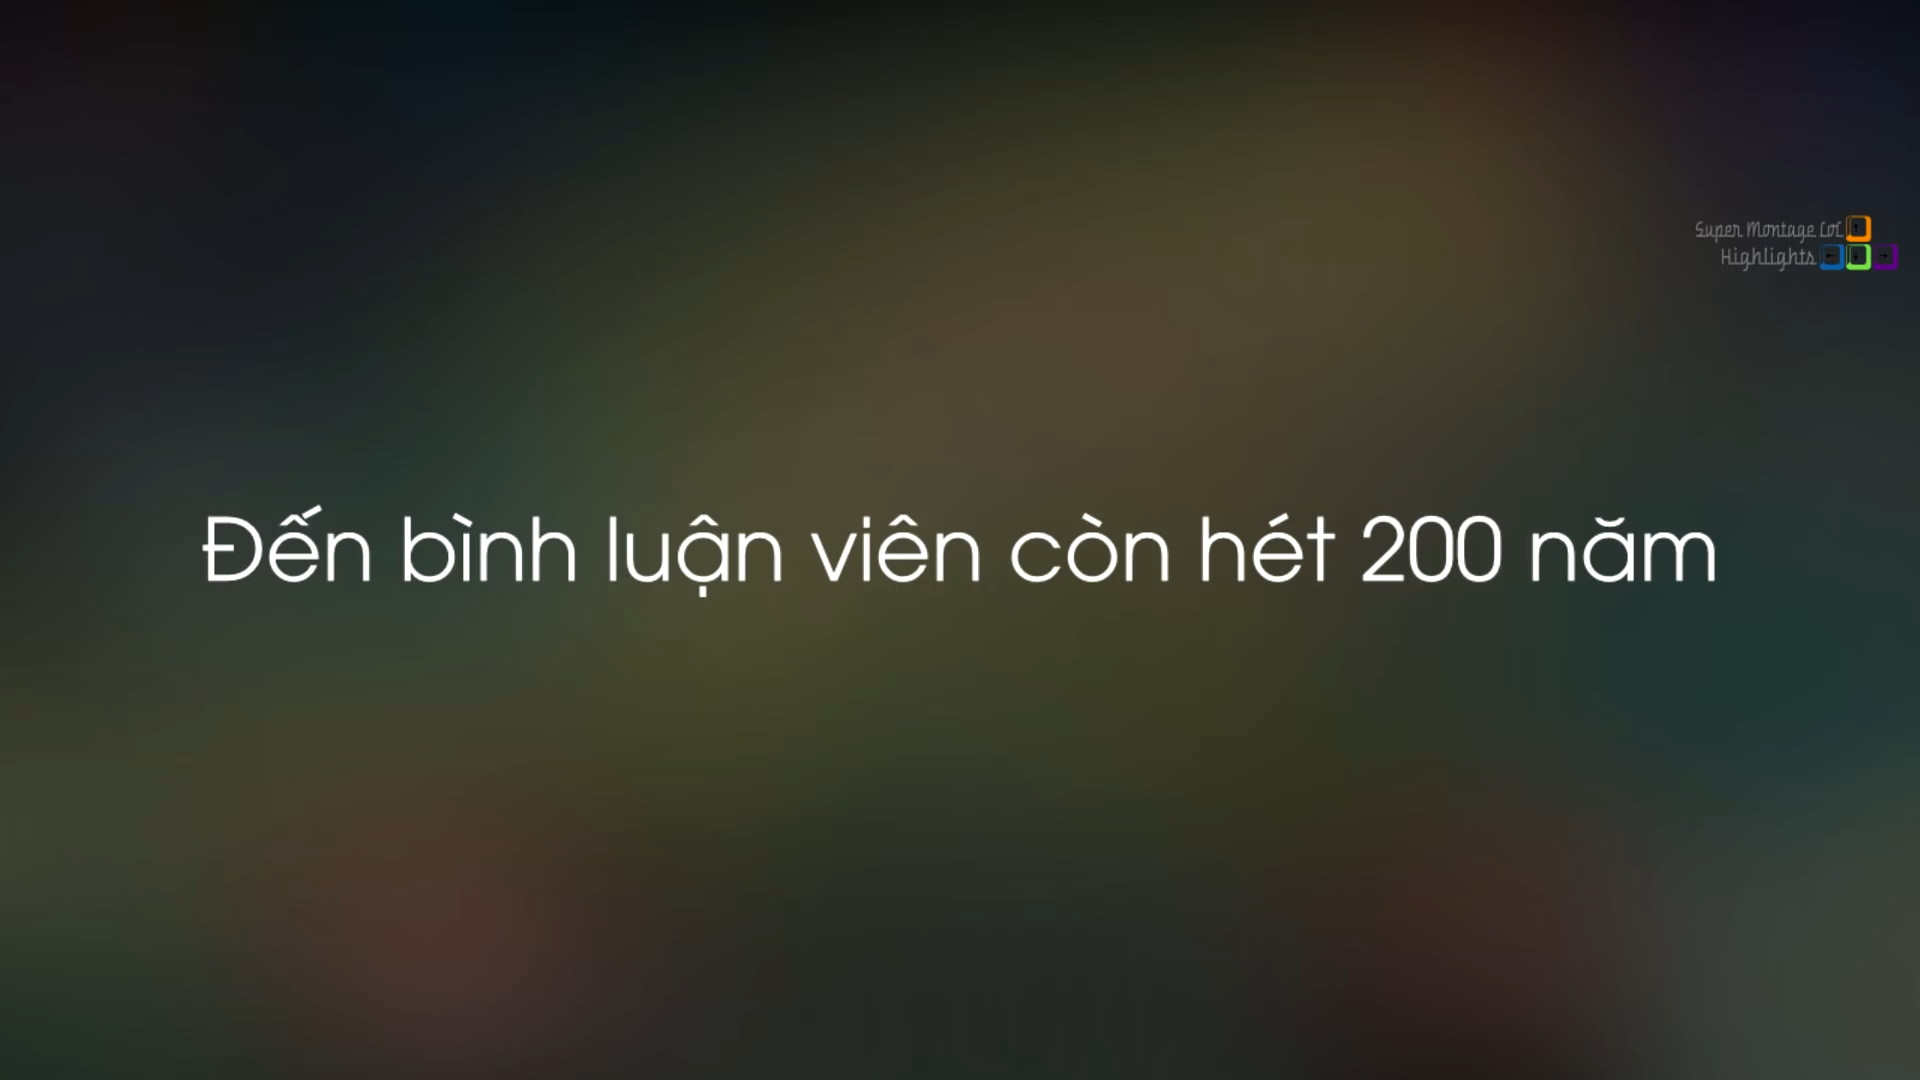 Super Montage LoL
Highlights
Đến bình luận viên còn hét 200 năm